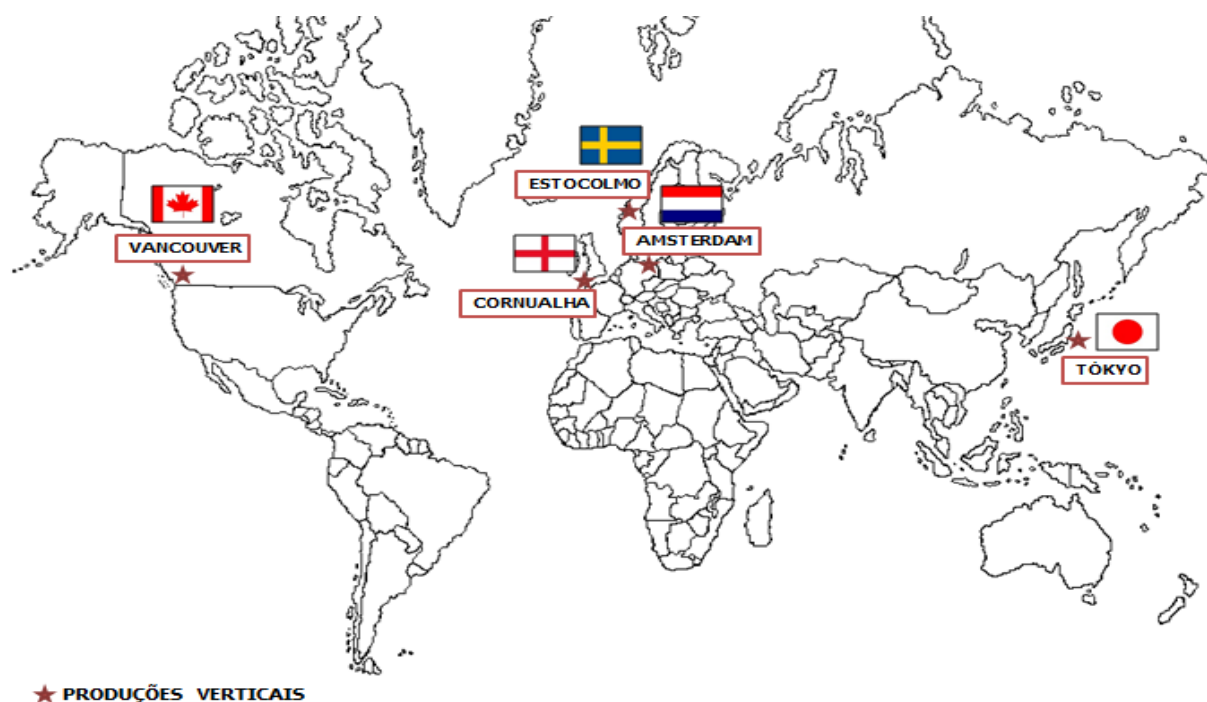 ESTOCOLMO
VANCOUVER
AMSTERDAM
CORNUALHA
TÓKYO
PRODUÇÕES VERTICAIS